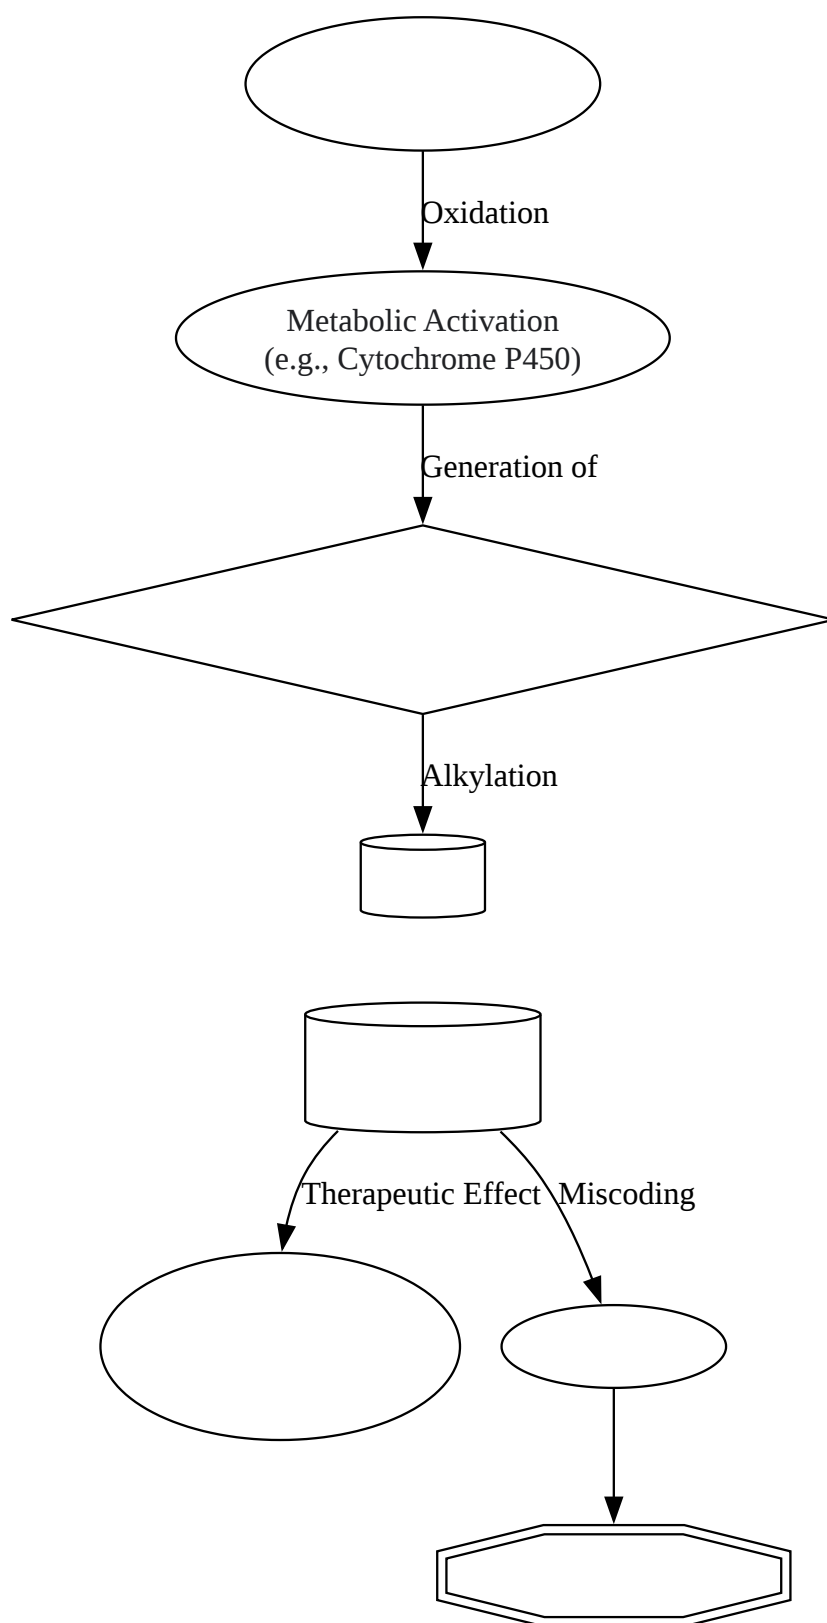 Oxidation
Metabolic Activation
(e.g., Cytochrome P450)
Generation of
Alkylation
Therapeutic Effect
Miscoding